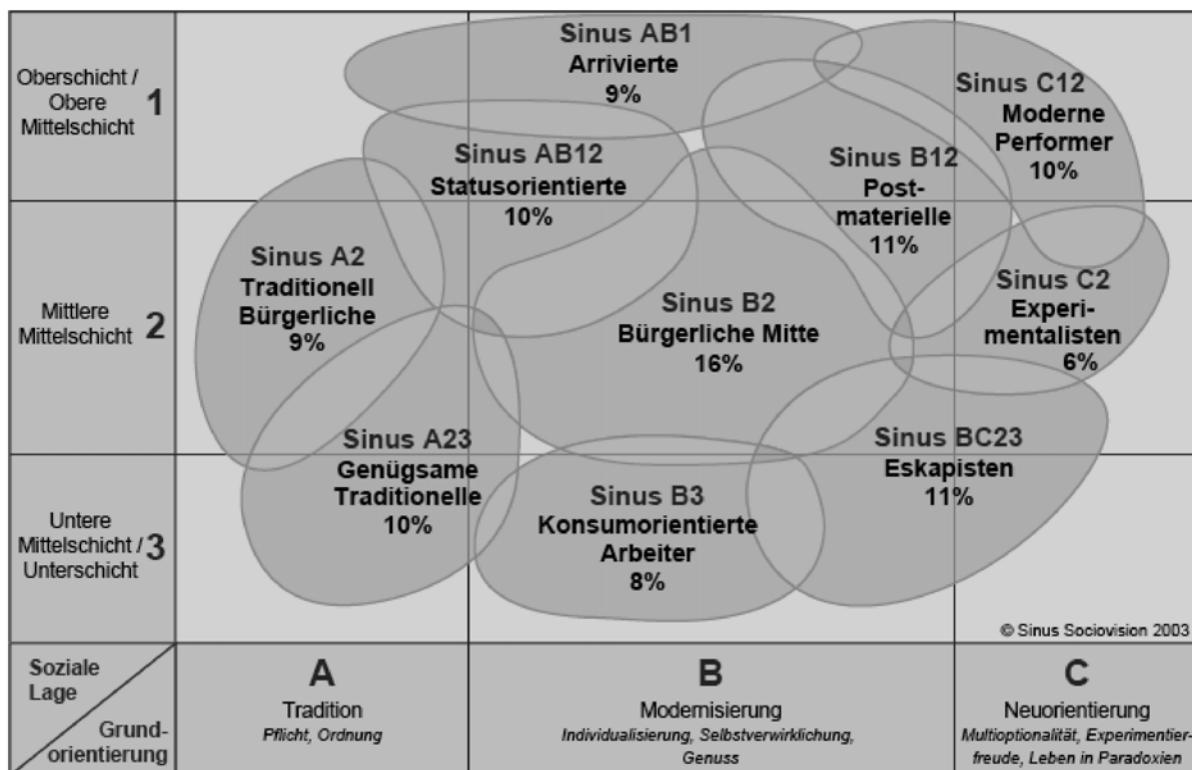 Oberschicht /
Obere
Mittelschicht
1
Sinus AB1
Arrivierte
9%
Sinus C12
Moderne
Performer
10%
Sinus AB12
Statusorientierte
10%
Sinus B12
Post-
materielle
11%
Mittlere
Mittelschicht
2
Sinus A2
Traditionell
Bürgerliche
9%
Sinus B2
Bürgerliche Mitte
16%
Sinus C2
Experi-
mentalisten
6%
Untere
Mittelschicht /
Unterschicht
3
Sinus A23
Genügsame
Traditionelle
10%
Sinus B3
Konsumorientierte
Arbeiter
8%
Sinus BC23
Eskapisten
11%
© Sinus Sociovision 2003
Soziale
Lage
Grund-
orientierung
A
Tradition
Pflicht, Ordnung
B
Modernisierung
Individualisierung, Selbstverwirklichung,
Genuss
C
Neuorientierung
Multioptionalität, Experimentier-
freude, Leben in Paradoxien